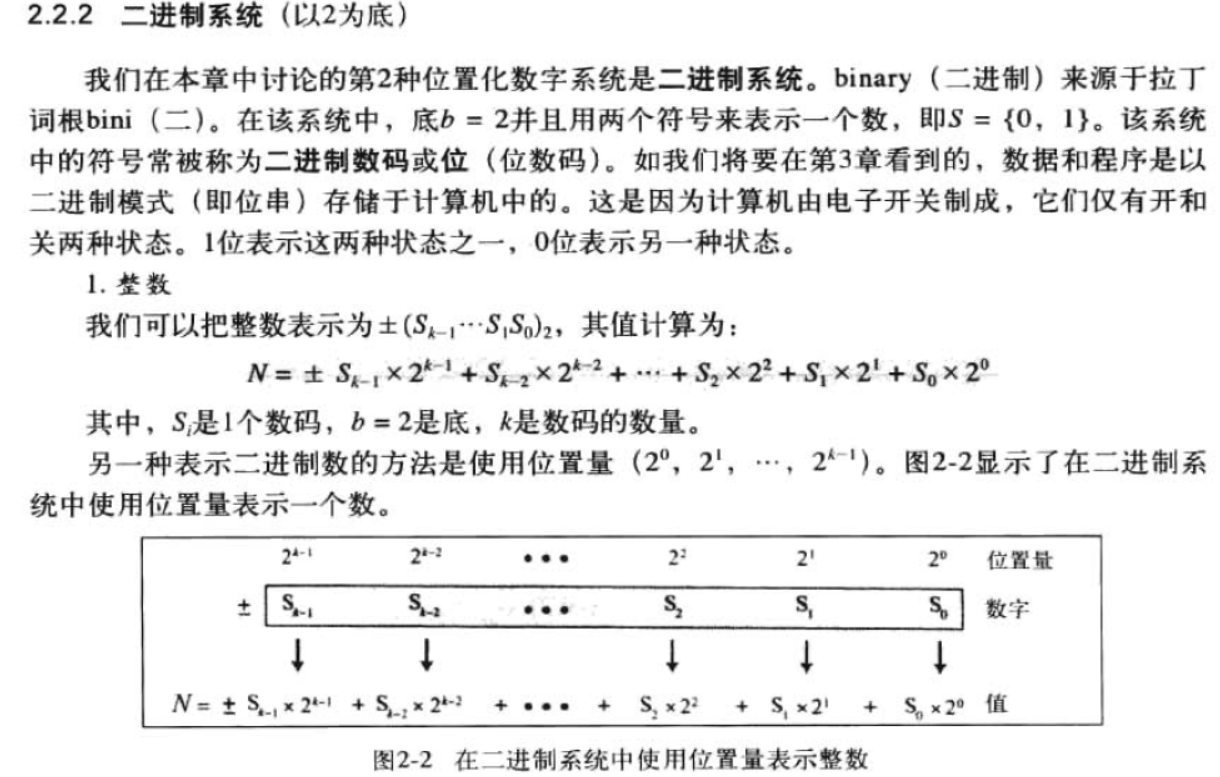 2.2.2 二进制系统（以2为底）
我们在本章中讨论的第2种位置化数字系统是二进制系统。binary（二进制）来源于拉丁
词根bini（二）。在该系统中，底b = 2并且用两个符号来表示一个数，即S = {0，1}。该系统
中的符号常被称为二进制数码或位（位数码）。如我们将要在第3章看到的，数据和程序是以
二进制模式（即位串）存储于计算机中的。这是因为计算机由电子开关制成，它们仅有开和
关两种状态。1位表示这两种状态之一，0位表示另一种状态。
1. 整数
我们可以把整数表示为±(Sₖ₋₁⋯S₁S₀)₂，其值计算为：
N = ± Sₖ₋₁×2ᵏ⁻¹ + Sₖ₋₂×2ᵏ⁻² + ⋯ + S₂×2² + S₁×2¹ + S₀×2⁰
其中，Sᵢ是1个数码，b = 2是底，k是数码的数量。
另一种表示二进制数的方法是使用位置量（2⁰，2¹，⋯，2ᵏ⁻¹）。图2-2显示了在二进制系
统中使用位置量表示一个数。
2ᵏ⁻¹ 2ᵏ⁻² ••• 2² 2¹ 2⁰ 位置量
± Sₖ₋₁ Sₖ₋₂ ••• S₂ S₁ S₀ 数字
N = ± Sₖ₋₁×2ᵏ⁻¹ + Sₖ₋₂×2ᵏ⁻² + ••• + S₂×2² + S₁×2¹ + S₀×2⁰ 值
图2-2 在二进制系统中使用位置量表示整数